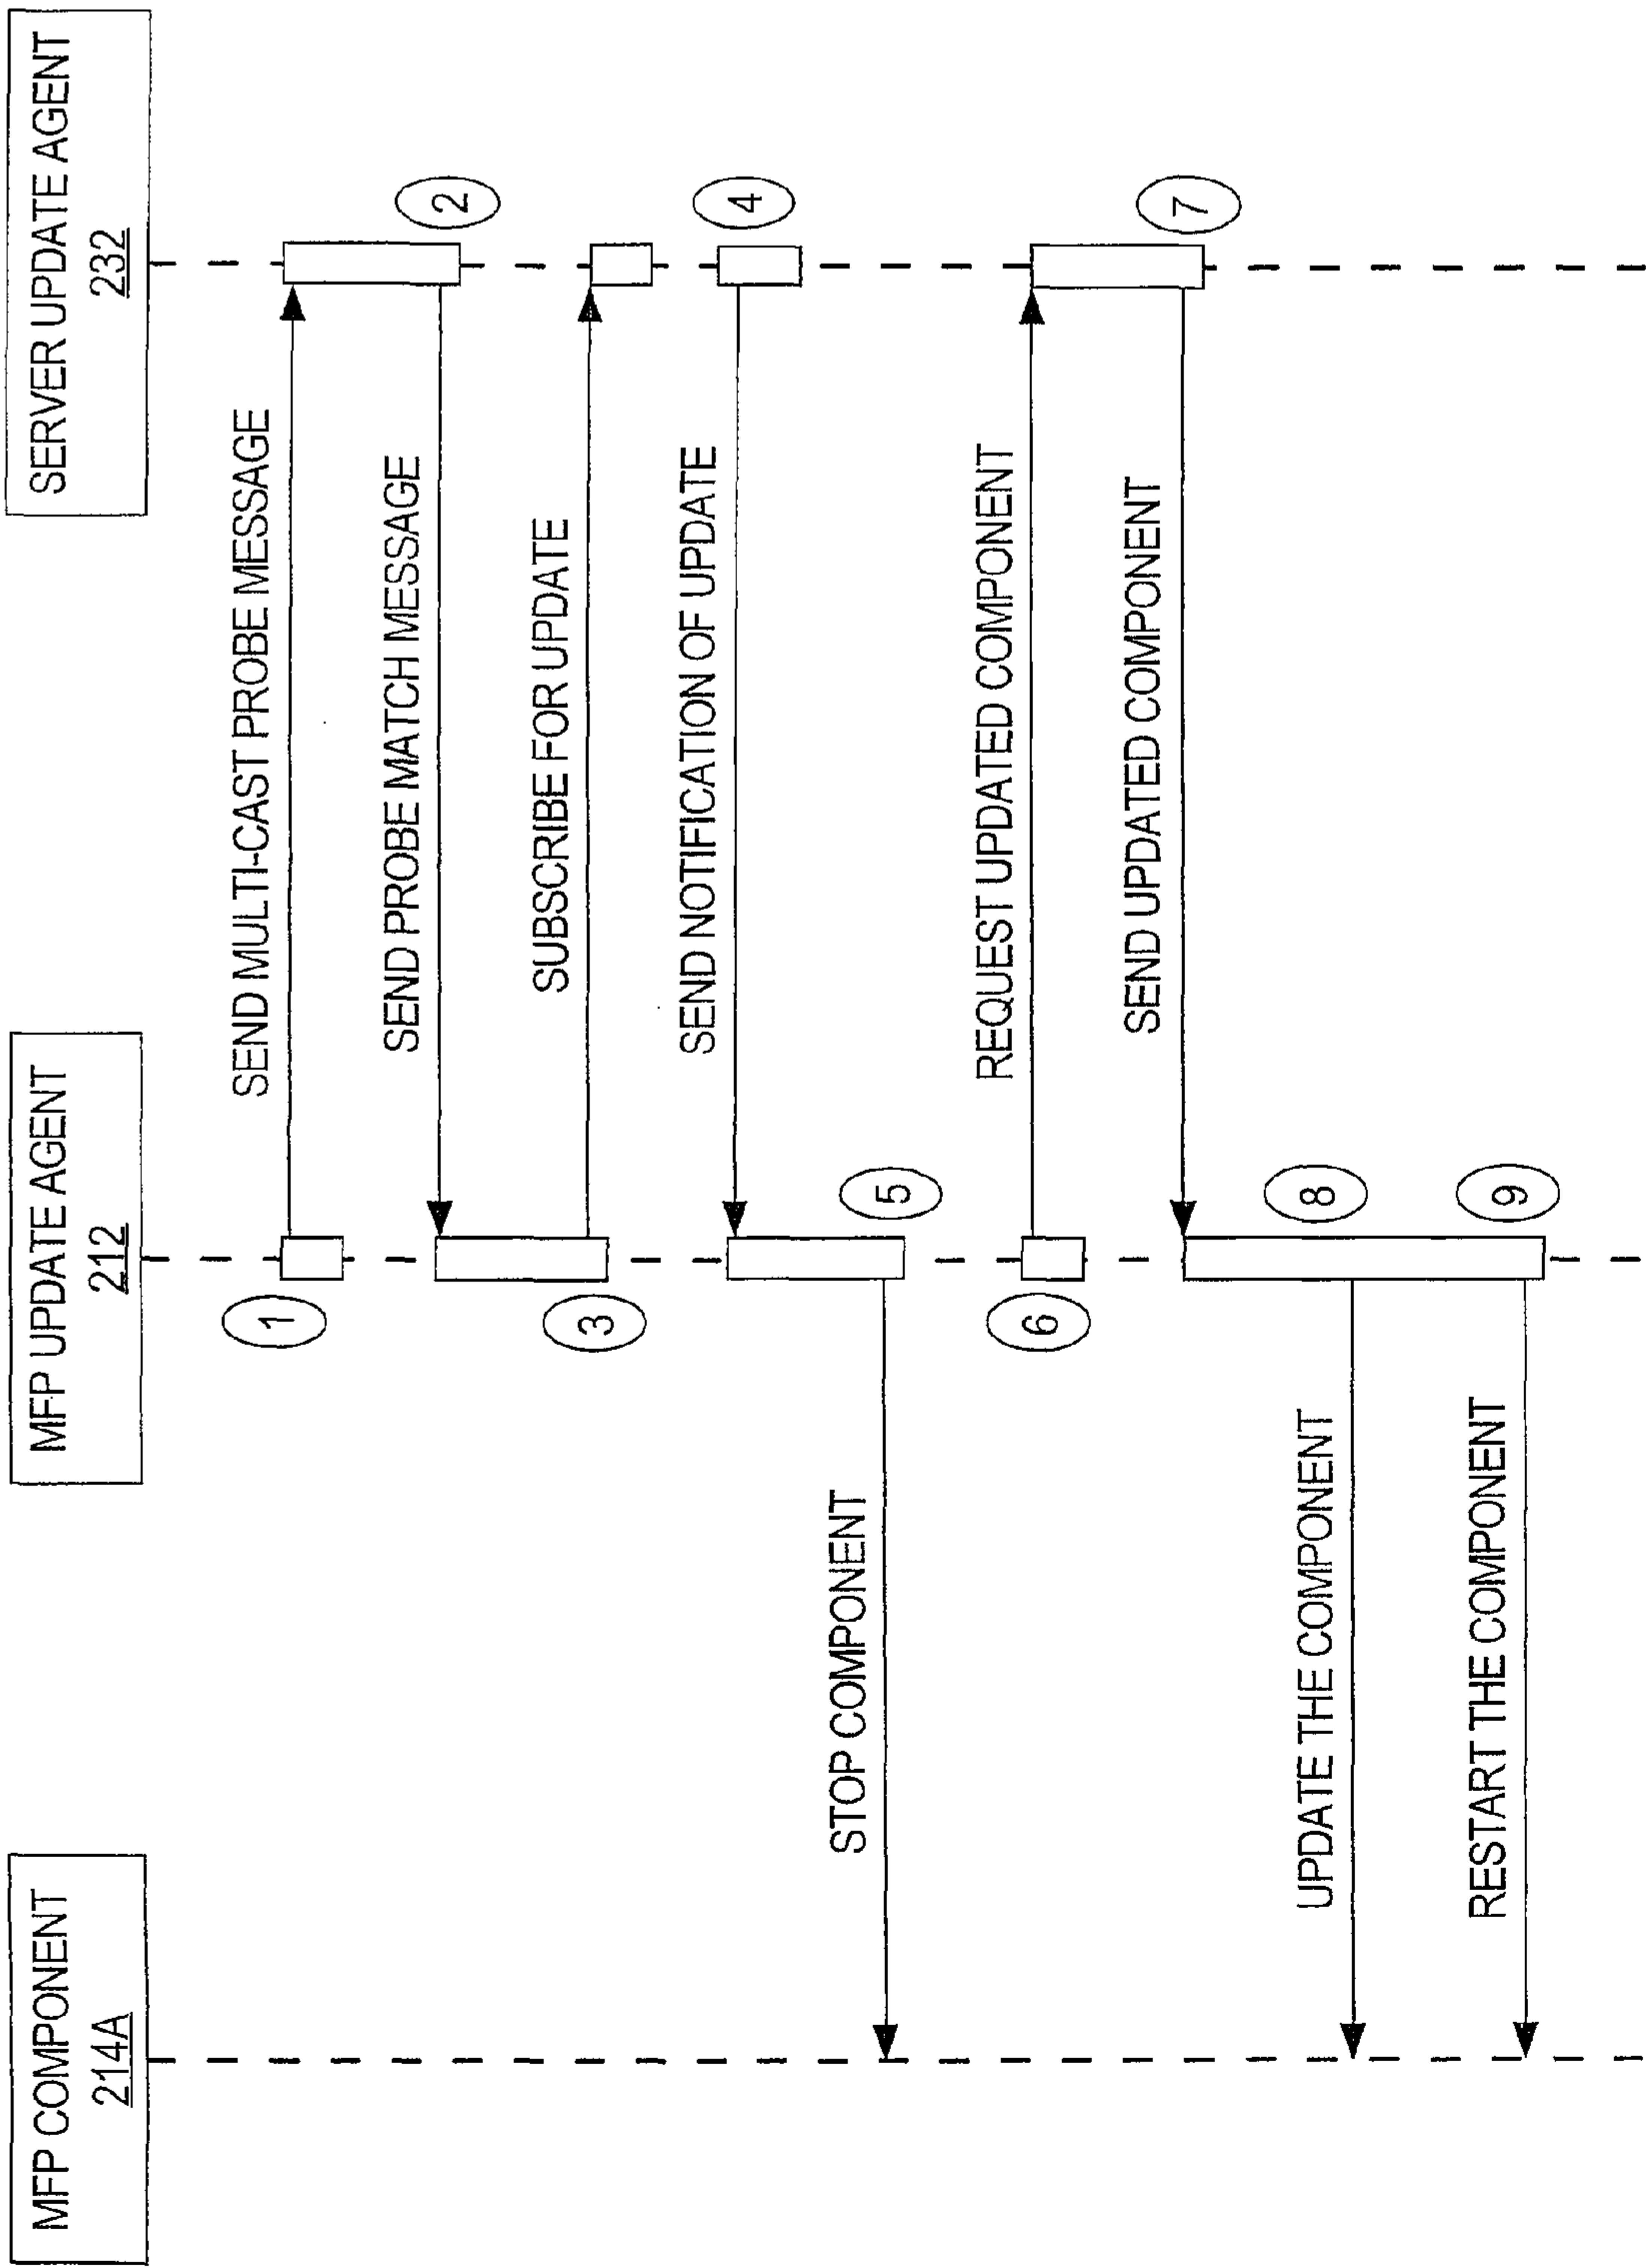 MFP COMPONENT
214A
MFP UPDATE AGENT
212
SERVER UPDATE AGENT
232
1
SEND MULTI-CAST PROBE MESSAGE
2
SEND PROBE MATCH MESSAGE
3
SUBSCRIBE FOR UPDATE
4
SEND NOTIFICATION OF UPDATE
5
STOP COMPONENT
6
REQUEST UPDATED COMPONENT
7
SEND UPDATED COMPONENT
8
UPDATE THE COMPONENT
9
RESTART THE COMPONENT